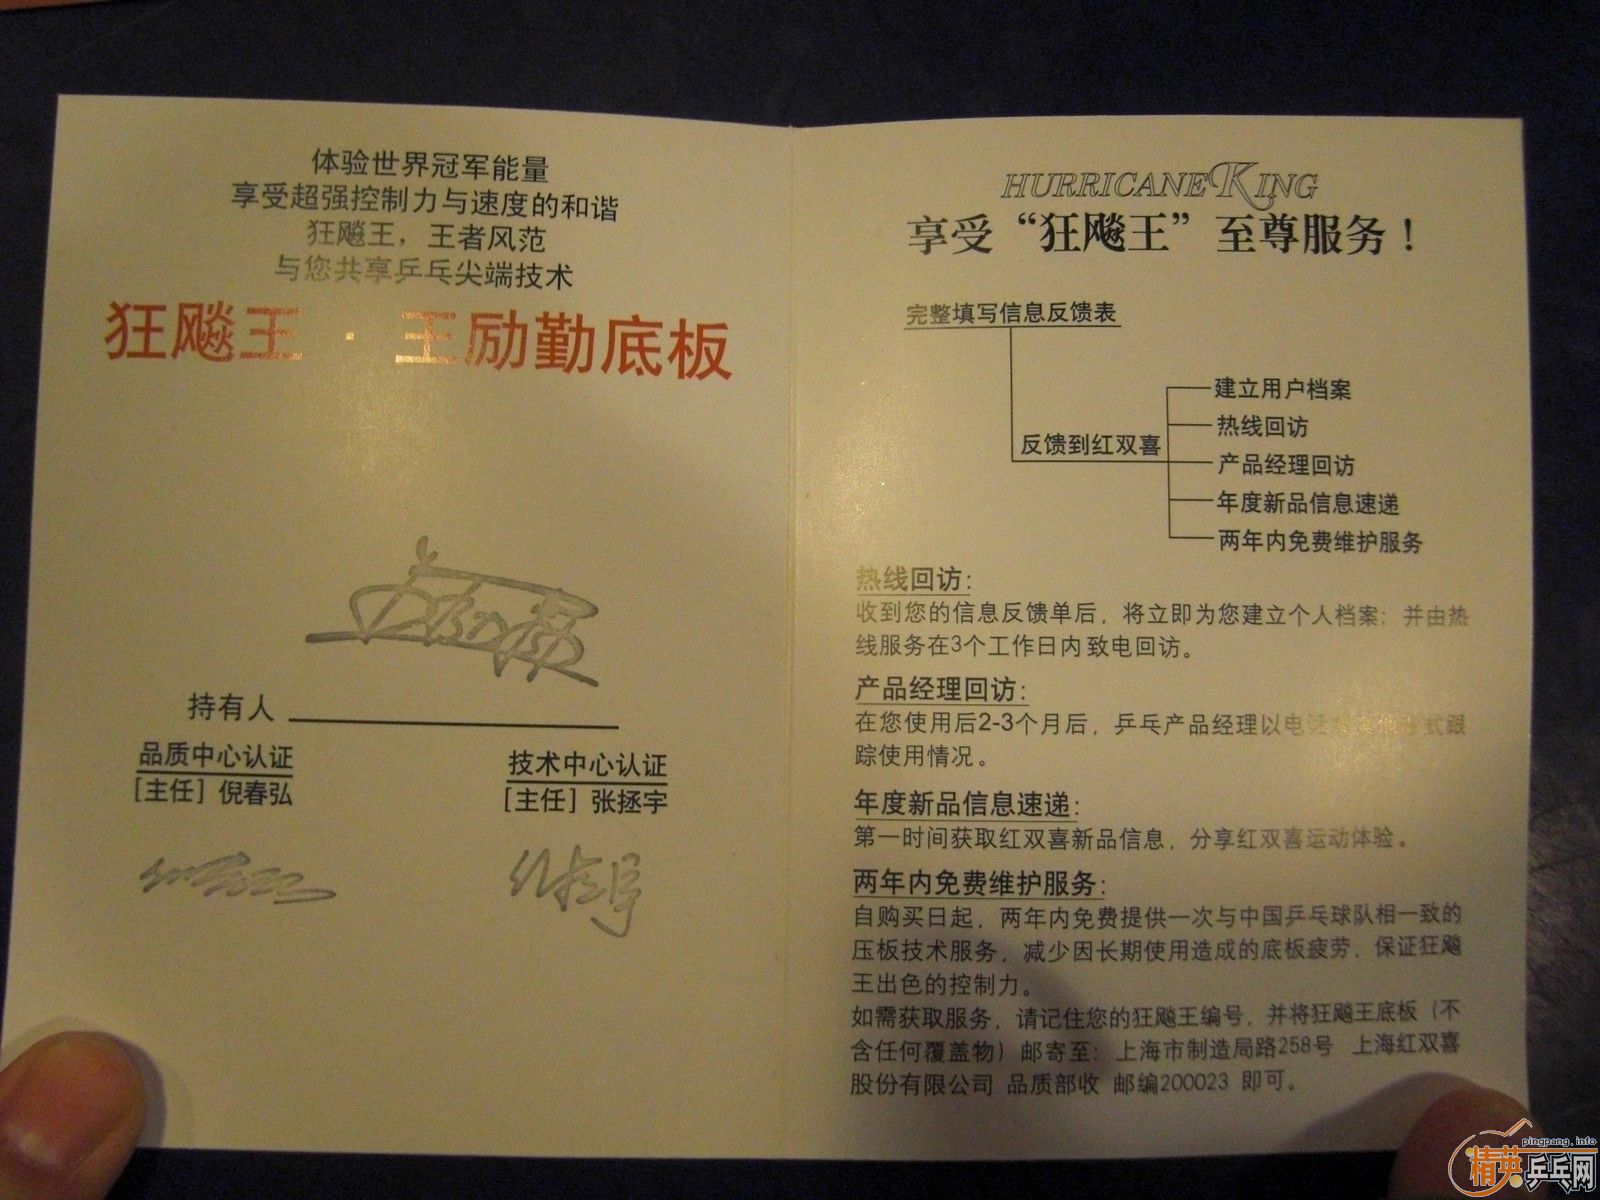 体验世界冠军能量
享受超强控制力与速度的和谐
狂飚王，王者风范
与您共享乒乓尖端技术
狂飚王·王励勤底板
持有人
品质中心认证
[主任] 倪春弘
技术中心认证
[主任] 张拯宇
HURRICANE KING
享受“狂飚王”至尊服务！
完整填写信息反馈表
反馈到红双喜
建立用户档案
热线回访
产品经理回访
年度新品信息速递
两年内免费维护服务
热线回访：
收到您的信息反馈单后，将立即为您建立个人档案；并由热
线服务在3个工作日内致电回访。
产品经理回访：
在您使用后2-3个月后，乒乓产品经理以电话或其他方式跟
踪使用情况。
年度新品信息速递：
第一时间获取红双喜新品信息，分享红双喜运动体验。
两年内免费维护服务：
自购买日起，两年内免费提供一次与中国乒乓球队相一致的
压板技术服务，减少因长期使用造成的底板疲劳，保证狂飚
王出色的控制力。
如需获取服务，请记住您的狂飚王编号，并将狂飚王底板（不
含任何覆盖物）邮寄至：上海市制造局路258号 上海红双喜
股份有限公司 品质部收 邮编200023 即可。
pingpang.info
精英乒乓网